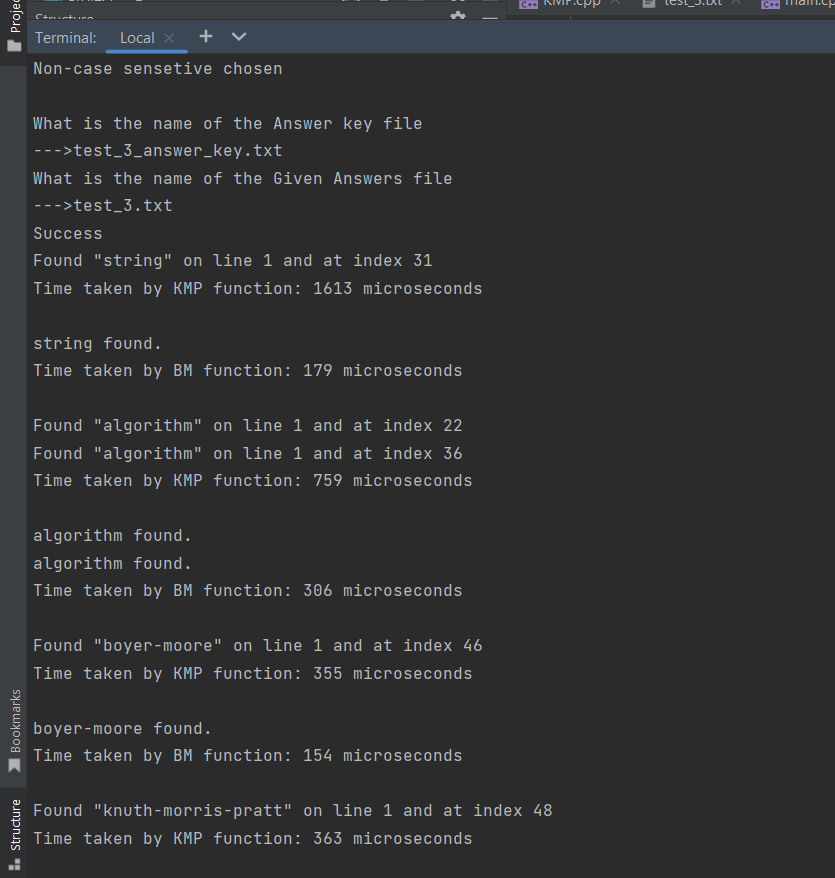 Project
Structure
KMP.cpp
test_3.txt
Terminal: Local
Non-case sensetive chosen
What is the name of the Answer key file
--->test_3_answer_key.txt
What is the name of the Given Answers file
--->test_3.txt
Success
Found "string" on line 1 and at index 31
Time taken by KMP function: 1613 microseconds
string found.
Time taken by BM function: 179 microseconds
Found "algorithm" on line 1 and at index 22
Found "algorithm" on line 1 and at index 36
Time taken by KMP function: 759 microseconds
algorithm found.
algorithm found.
Time taken by BM function: 306 microseconds
Found "boyer-moore" on line 1 and at index 46
Time taken by KMP function: 355 microseconds
boyer-moore found.
Time taken by BM function: 154 microseconds
Found "knuth-morris-pratt" on line 1 and at index 48
Time taken by KMP function: 363 microseconds
Bookmarks
Structure